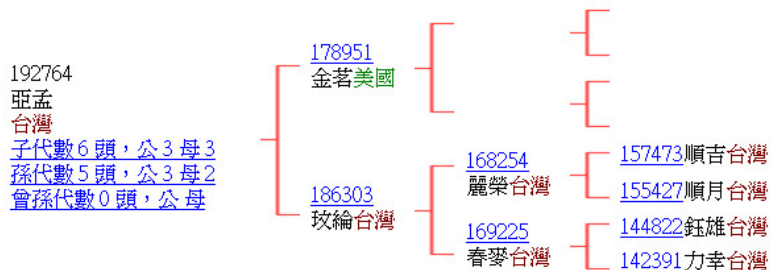 192764
亞孟
台灣
子代數6頭，公3母3
孫代數5頭，公3母2
曾孫代數0頭，公 母
178951
金茗美國
186303
玫綸台灣
168254
麗榮台灣
169225
春麥台灣
157473順吉台灣
155427順月台灣
144822鈺雄台灣
142391力幸台灣